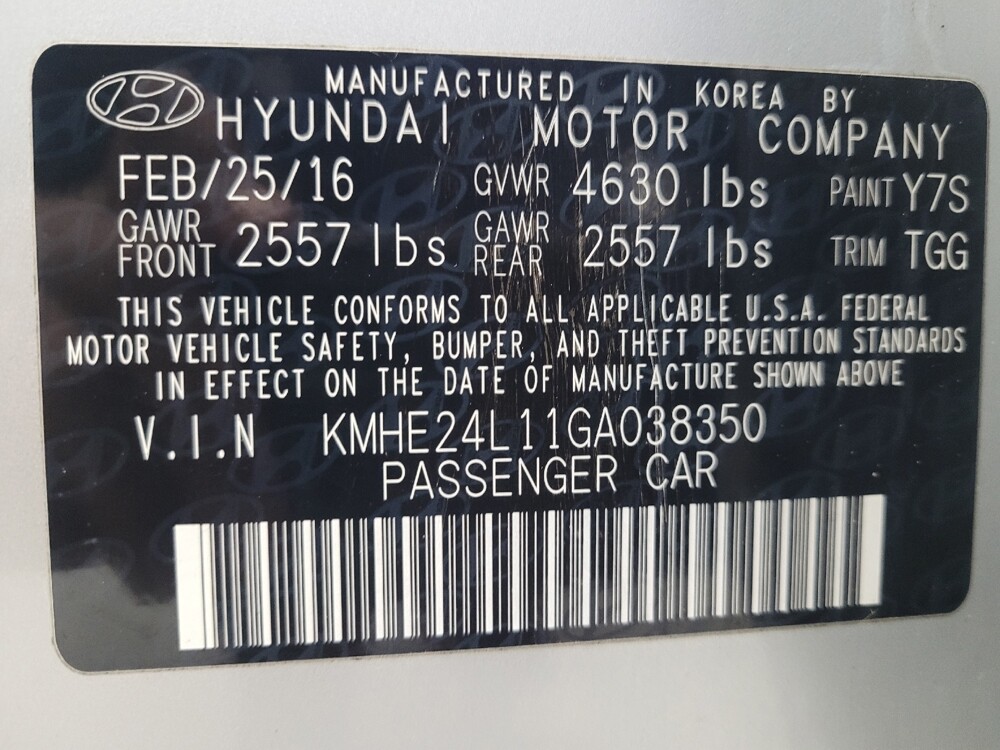 MANUFACTURED IN KOREA BY
HYUNDAI MOTOR COMPANY
FEB/25/16 GVWR 4630 lbs PAINT Y7S
GAWR FRONT 2557 lbs GAWR REAR 2557 lbs TRIM TGG
THIS VEHICLE CONFORMS TO ALL APPLICABLE U.S.A. FEDERAL
MOTOR VEHICLE SAFETY, BUMPER, AND THEFT PREVENTION STANDARDS
IN EFFECT ON THE DATE OF MANUFACTURE SHOWN ABOVE
V.I.N KMHE24L11GA038350
PASSENGER CAR